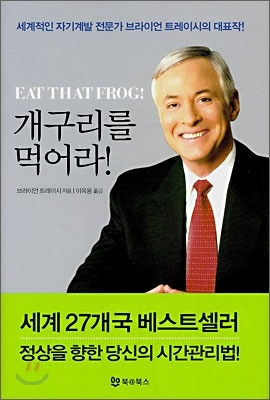 세계적인 자기계발 전문가 브라이언 트레이시의 대표작!
EAT THAT FROG!
개구리를
먹어라!
브라이언 트레이시 지음 | 이옥용 옮김
세계 27개국 베스트셀러
정상을 향한 당신의 시간관리법!
북@북스